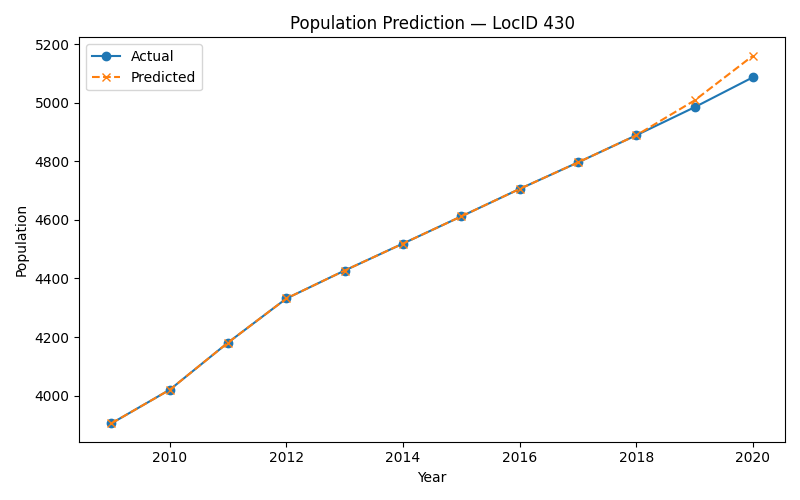 Population Prediction — LocID 430
Actual
Predicted
5200
5000
4800
4600
4400
4200
4000
Population
2010 2012 2014 2016 2018 2020
Year